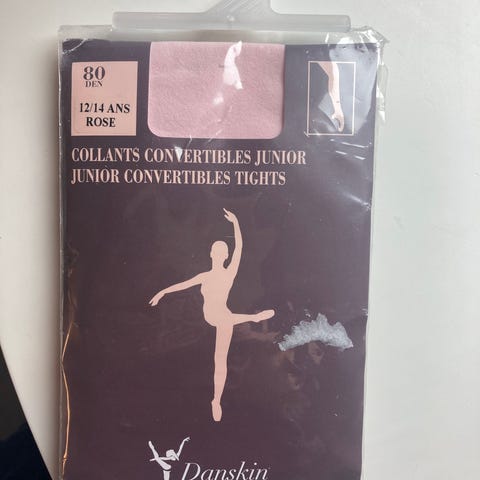 80
DEN
12/14 ANS
ROSE
COLLANTS CONVERTIBLES JUNIOR
JUNIOR CONVERTIBLES TIGHTS
Danskin